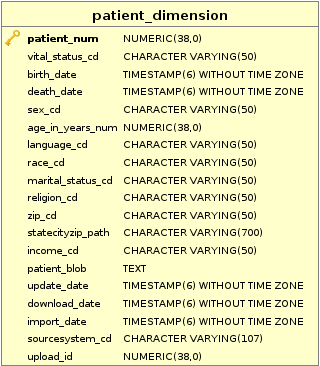 patient_dimension
patient_num NUMERIC(38,0)
vital_status_cd CHARACTER VARYING(50)
birth_date TIMESTAMP(6) WITHOUT TIME ZONE
death_date TIMESTAMP(6) WITHOUT TIME ZONE
sex_cd CHARACTER VARYING(50)
age_in_years_num NUMERIC(38,0)
language_cd CHARACTER VARYING(50)
race_cd CHARACTER VARYING(50)
marital_status_cd CHARACTER VARYING(50)
religion_cd CHARACTER VARYING(50)
zip_cd CHARACTER VARYING(50)
statecityzip_path CHARACTER VARYING(700)
income_cd CHARACTER VARYING(50)
patient_blob TEXT
update_date TIMESTAMP(6) WITHOUT TIME ZONE
download_date TIMESTAMP(6) WITHOUT TIME ZONE
import_date TIMESTAMP(6) WITHOUT TIME ZONE
sourcesystem_cd CHARACTER VARYING(107)
upload_id NUMERIC(38,0)